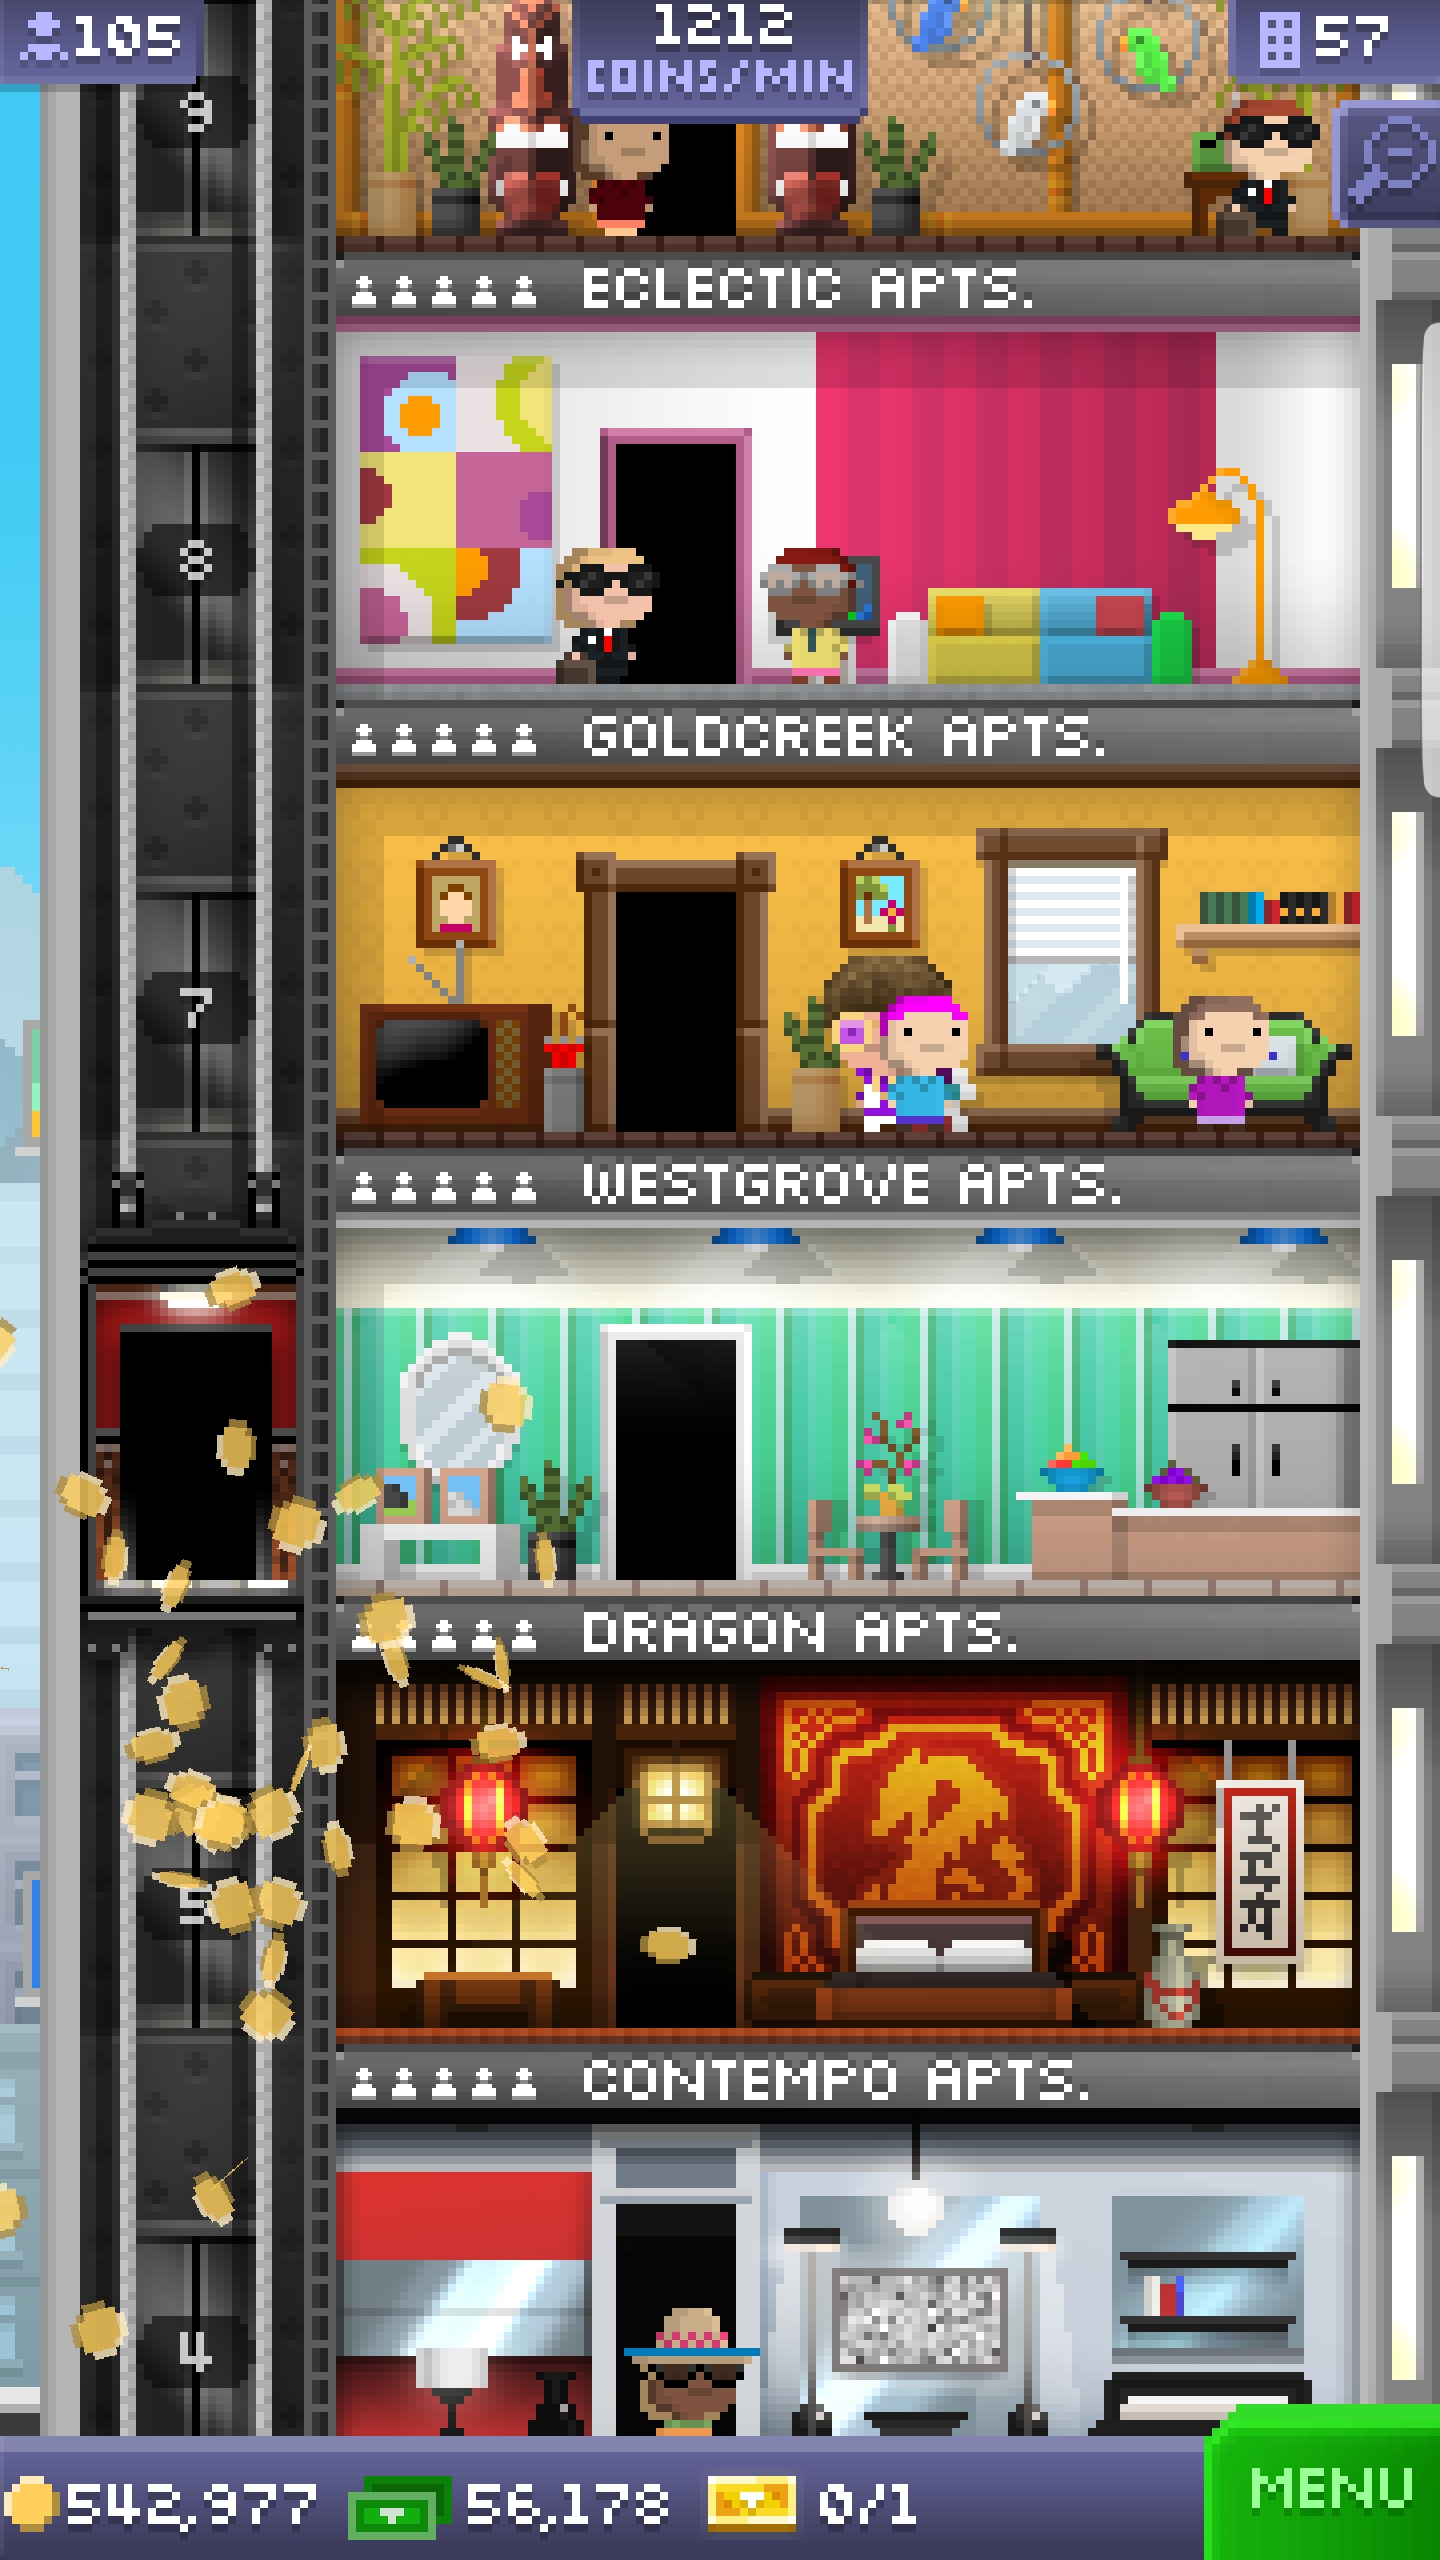 105
1212
COINS/MIN
57
9
ECLECTIC APTS.
8
GOLDCREEK APTS.
7
WESTGROVE APTS.
DRAGON APTS.
5
CONTEMPO APTS.
4
542,977
56,178
0/1
MENU